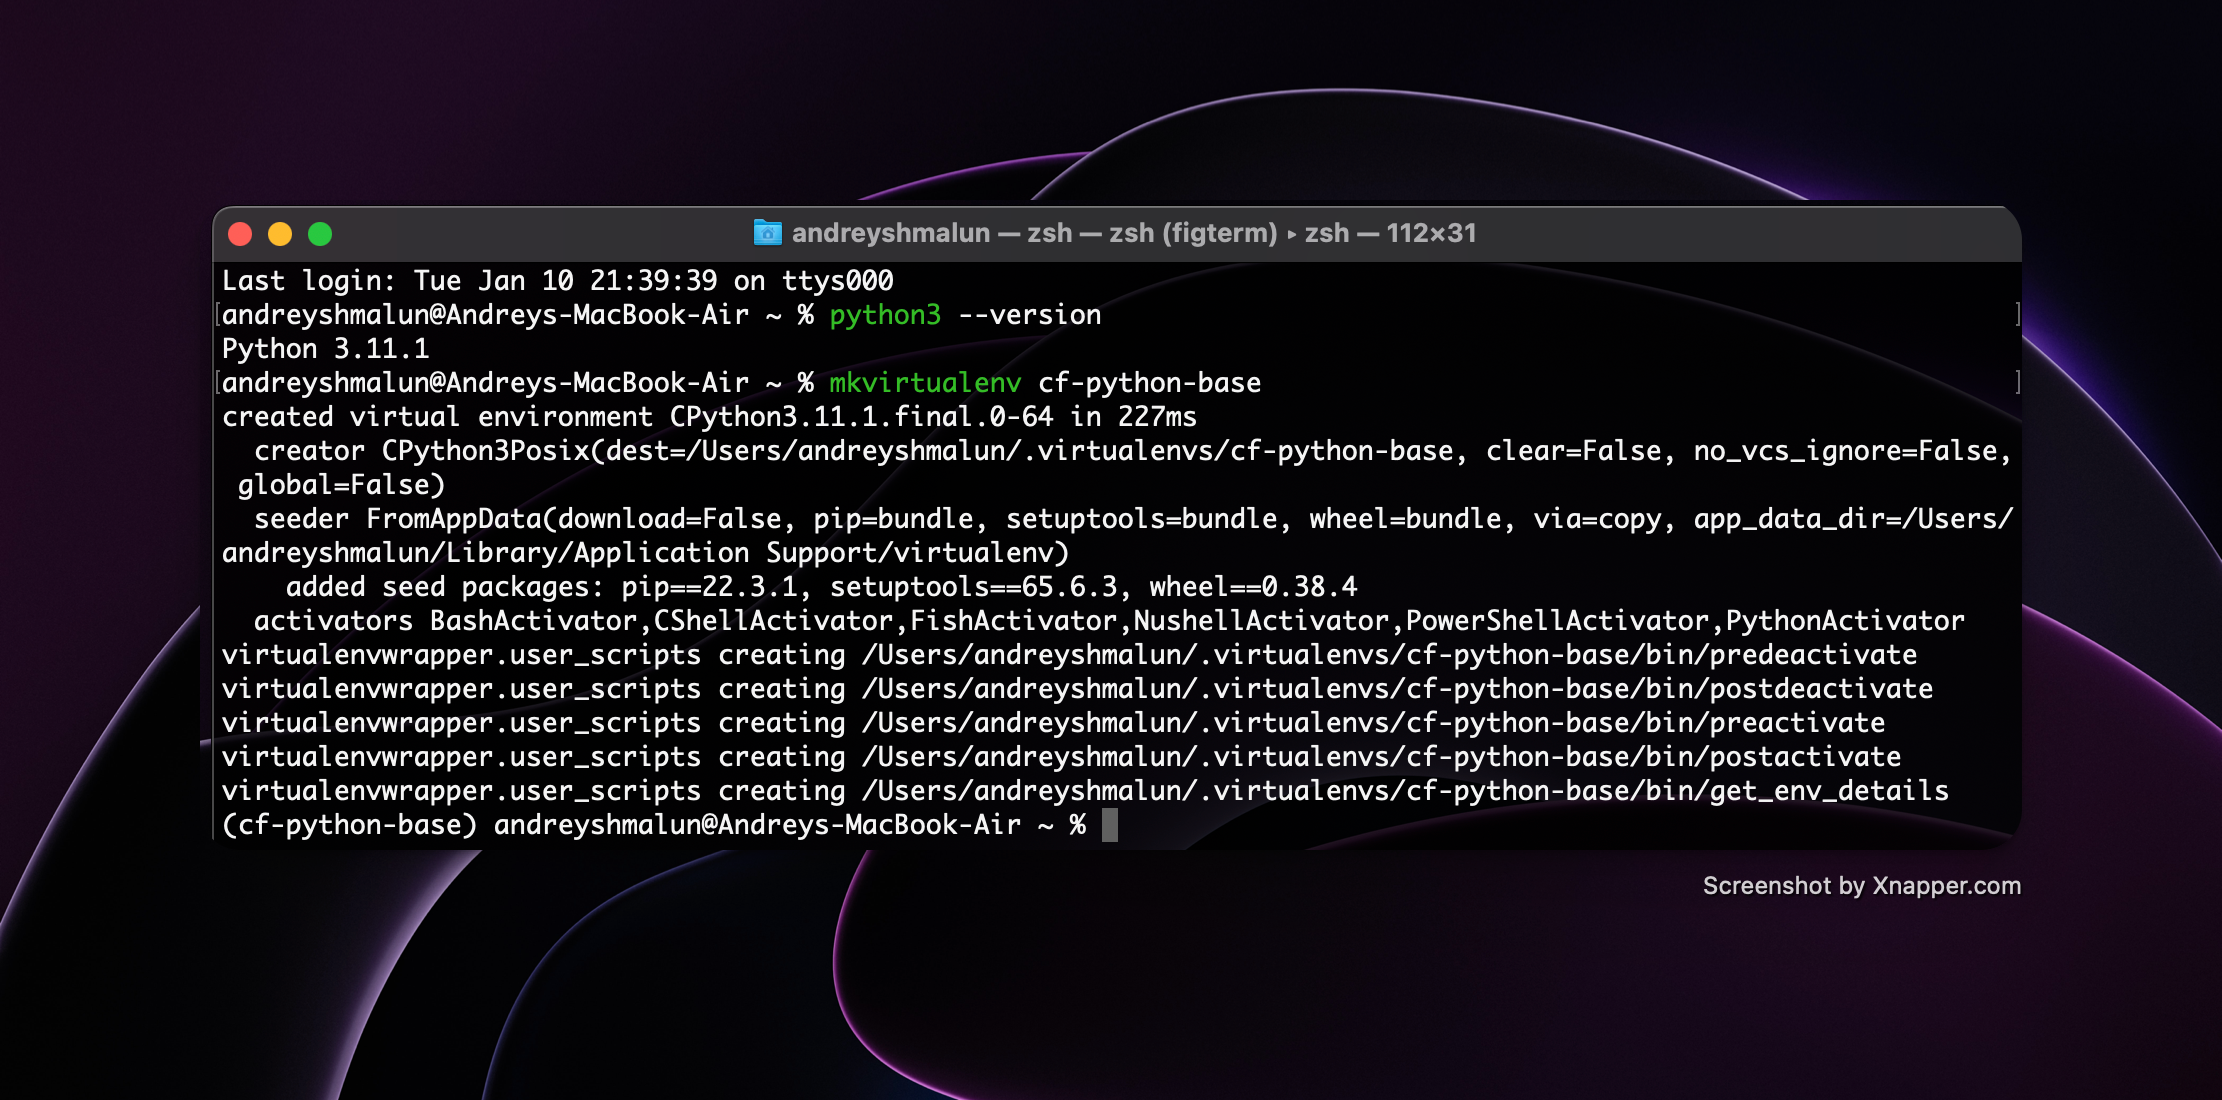 andreyshmalun — zsh — zsh (figterm) ▸ zsh — 112×31
Last login: Tue Jan 10 21:39:39 on ttys000
[andreyshmalun@Andreys-MacBook-Air ~ % python3 --version]
Python 3.11.1
[andreyshmalun@Andreys-MacBook-Air ~ % mkvirtualenv cf-python-base]
created virtual environment CPython3.11.1.final.0-64 in 227ms
  creator CPython3Posix(dest=/Users/andreyshmalun/.virtualenvs/cf-python-base, clear=False, no_vcs_ignore=False,
 global=False)
  seeder FromAppData(download=False, pip=bundle, setuptools=bundle, wheel=bundle, via=copy, app_data_dir=/Users/
andreyshmalun/Library/Application Support/virtualenv)
    added seed packages: pip==22.3.1, setuptools==65.6.3, wheel==0.38.4
  activators BashActivator,CShellActivator,FishActivator,NushellActivator,PowerShellActivator,PythonActivator
virtualenvwrapper.user_scripts creating /Users/andreyshmalun/.virtualenvs/cf-python-base/bin/predeactivate
virtualenvwrapper.user_scripts creating /Users/andreyshmalun/.virtualenvs/cf-python-base/bin/postdeactivate
virtualenvwrapper.user_scripts creating /Users/andreyshmalun/.virtualenvs/cf-python-base/bin/preactivate
virtualenvwrapper.user_scripts creating /Users/andreyshmalun/.virtualenvs/cf-python-base/bin/postactivate
virtualenvwrapper.user_scripts creating /Users/andreyshmalun/.virtualenvs/cf-python-base/bin/get_env_details
(cf-python-base) andreyshmalun@Andreys-MacBook-Air ~ %
Screenshot by Xnapper.com